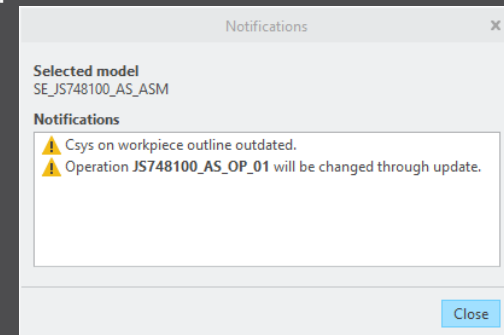 Notifications
Selected model
SE_JS748100_AS_ASM
Notifications
Csys on workpiece outline outdated.
Operation JS748100_AS_OP_01 will be changed through update.
Close